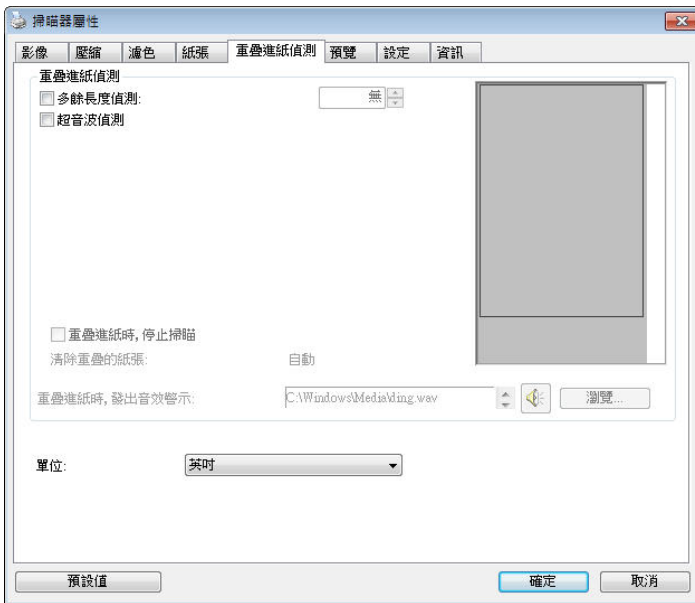 掃瞄器屬性
影像 壓縮 濾色 紙張 重疊進紙偵測 預覽 設定 資訊
重疊進紙偵測
多餘長度偵測: 無
超音波偵測
重疊進紙時, 停止掃瞄
清除重疊的紙張: 自動
重疊進紙時, 發出音效警示: C:\Windows\Media\ding.wav 瀏覽...
單位: 英吋
預設值 確定 取消